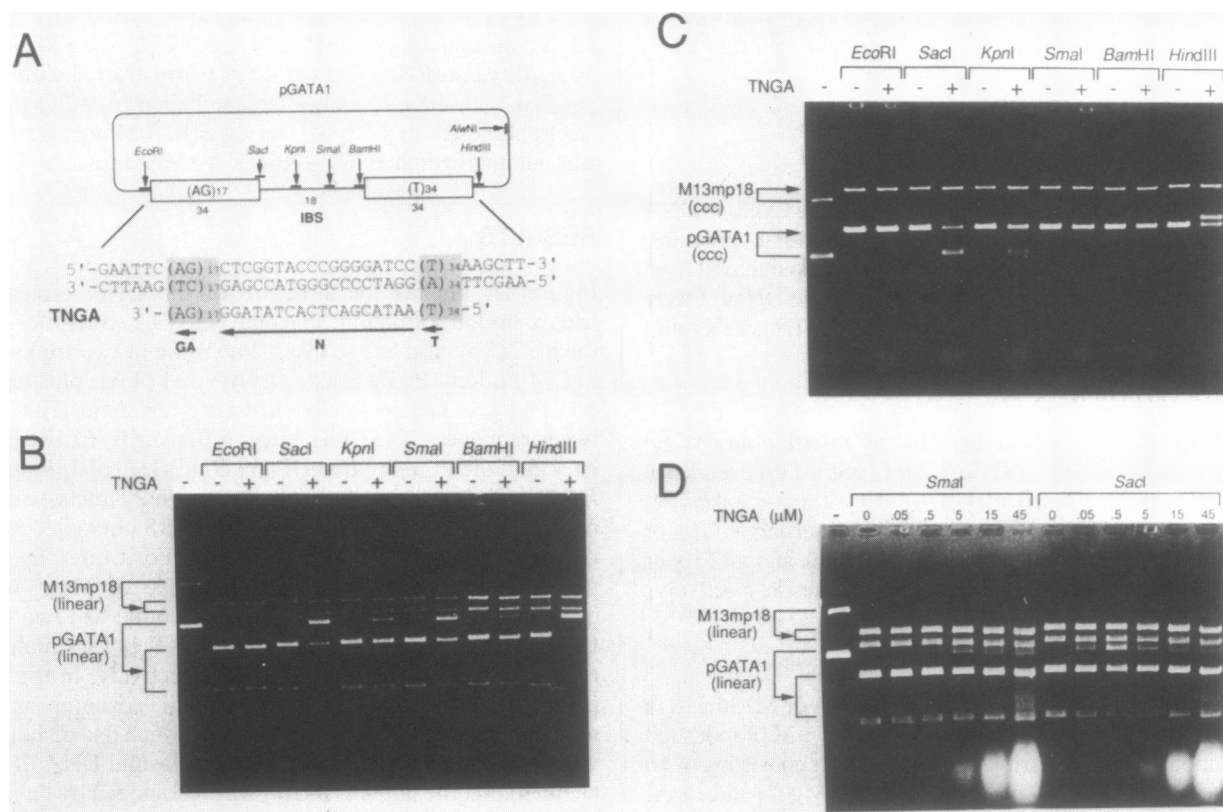 A
pGATA1
AlwNI
EcoRI
SacI
KpnI
SmaI
BamHI
HindIII
(AG)17
(T)34
34
18
34
IBS
5'-GAATTC(AG)17CTCGGTACCCGGGGATCC(T)34AAGCTT-3'
3'-CTTAAG(TC)17GAGCCATGGGCCCCTAGG(A)34TTCGAA-5'
TNGA
3'-(AG)17GGATATCACTCAGCATAA(T)34-5'
GA
N
T
B
EcoRI SacI KpnI SmaI BamHI HindIII
TNGA - - + - + - + - + - + - +
M13mp18
(linear)
pGATA1
(linear)
C
EcoRI SacI KpnI SmaI BamHI HindIII
TNGA - - + - + - + - + - + - +
M13mp18
(ccc)
pGATA1
(ccc)
D
SmaI SacI
TNGA (μM) - 0 .05 .5 5 15 45 0 .05 .5 5 15 45
M13mp18
(linear)
pGATA1
(linear)